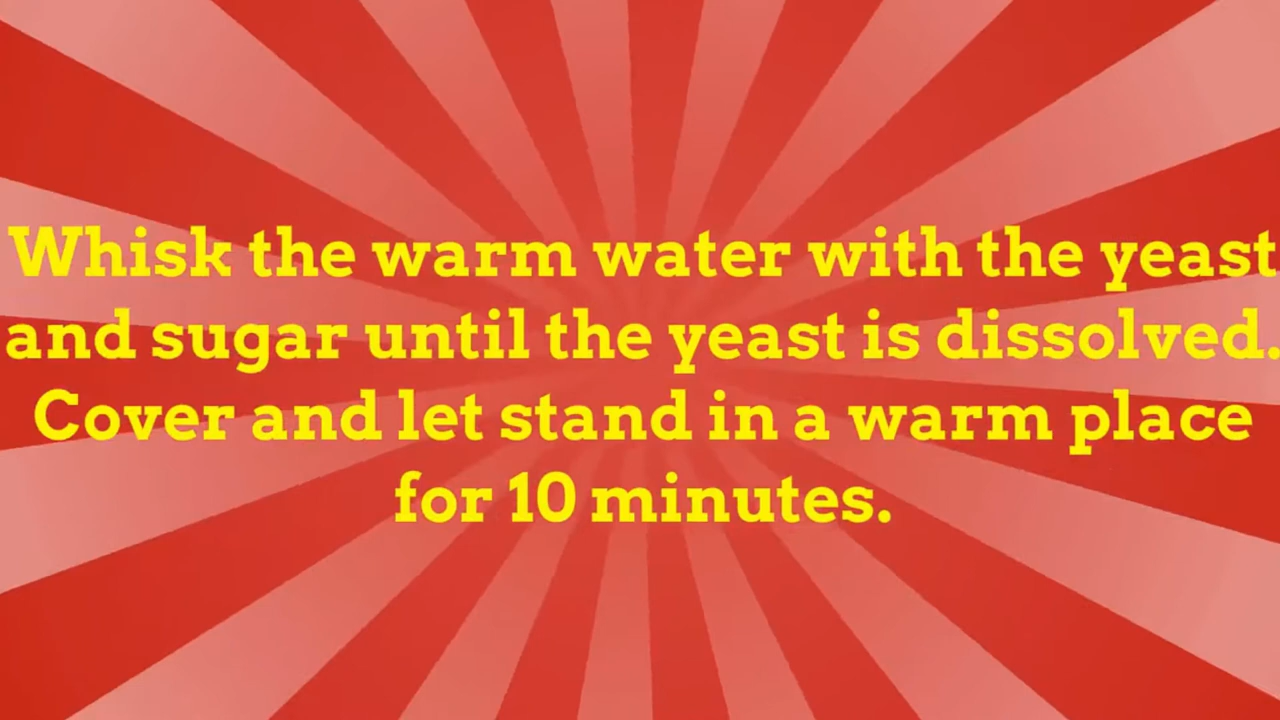 Whisk the warm water with the yeast
and sugar until the yeast is dissolved.
Cover and let stand in a warm place
for 10 minutes.